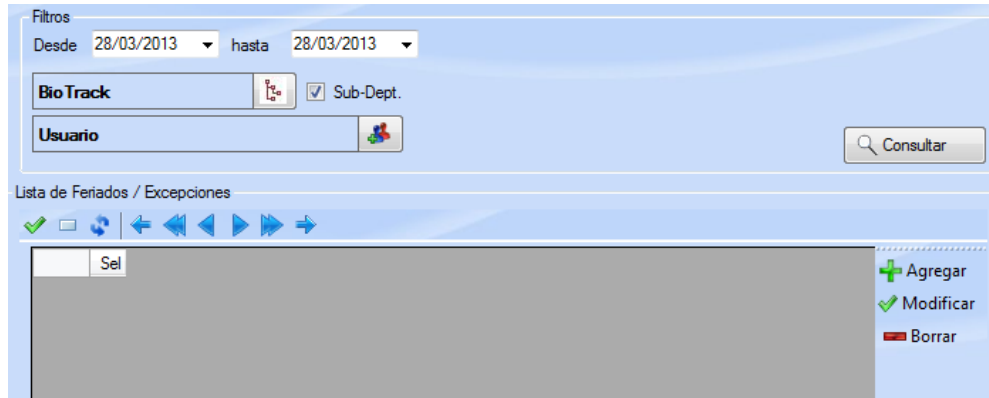 Filtros
Desde 28/03/2013 hasta 28/03/2013
BioTrack Sub-Dept.
Usuario
Consultar
Lista de Feriados / Excepciones
Sel
Agregar
Modificar
Borrar